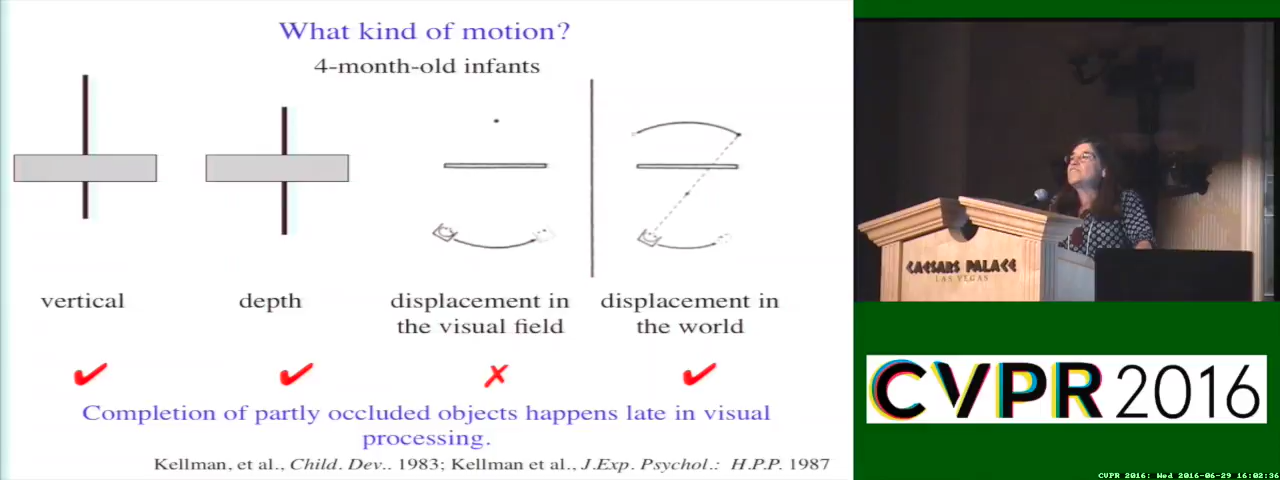 What kind of motion?
4-month-old infants
vertical
depth
displacement in
the visual field
displacement in
the world
Completion of partly occluded objects happens late in visual
processing.
Kellman, et al., Child. Dev.. 1983; Kellman et al., J.Exp. Psychol.: H.P.P. 1987
CAESARS PALACE
LAS VEGAS
CVPR 2016
CVPR 2016: Wed 2016-06-29 16:02:36